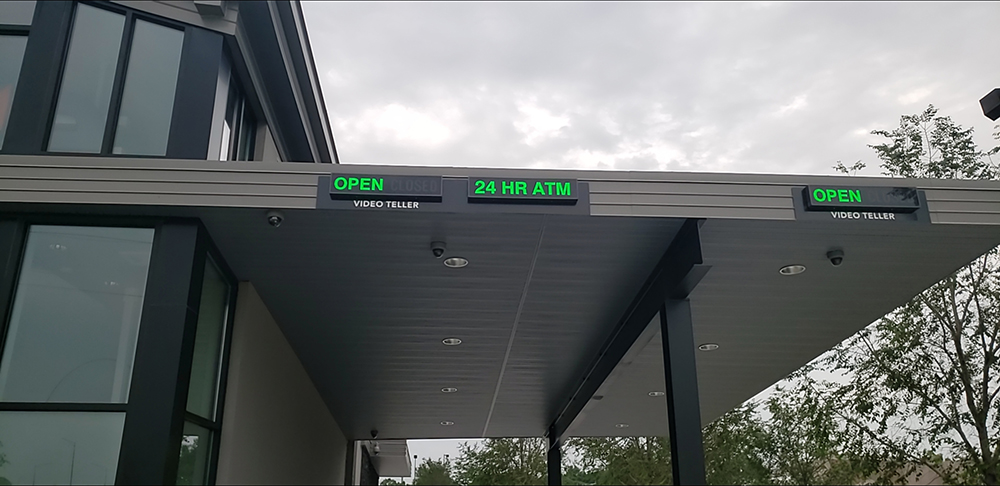 OPEN CLOSED
VIDEO TELLER
24 HR ATM
OPEN
VIDEO TELLER